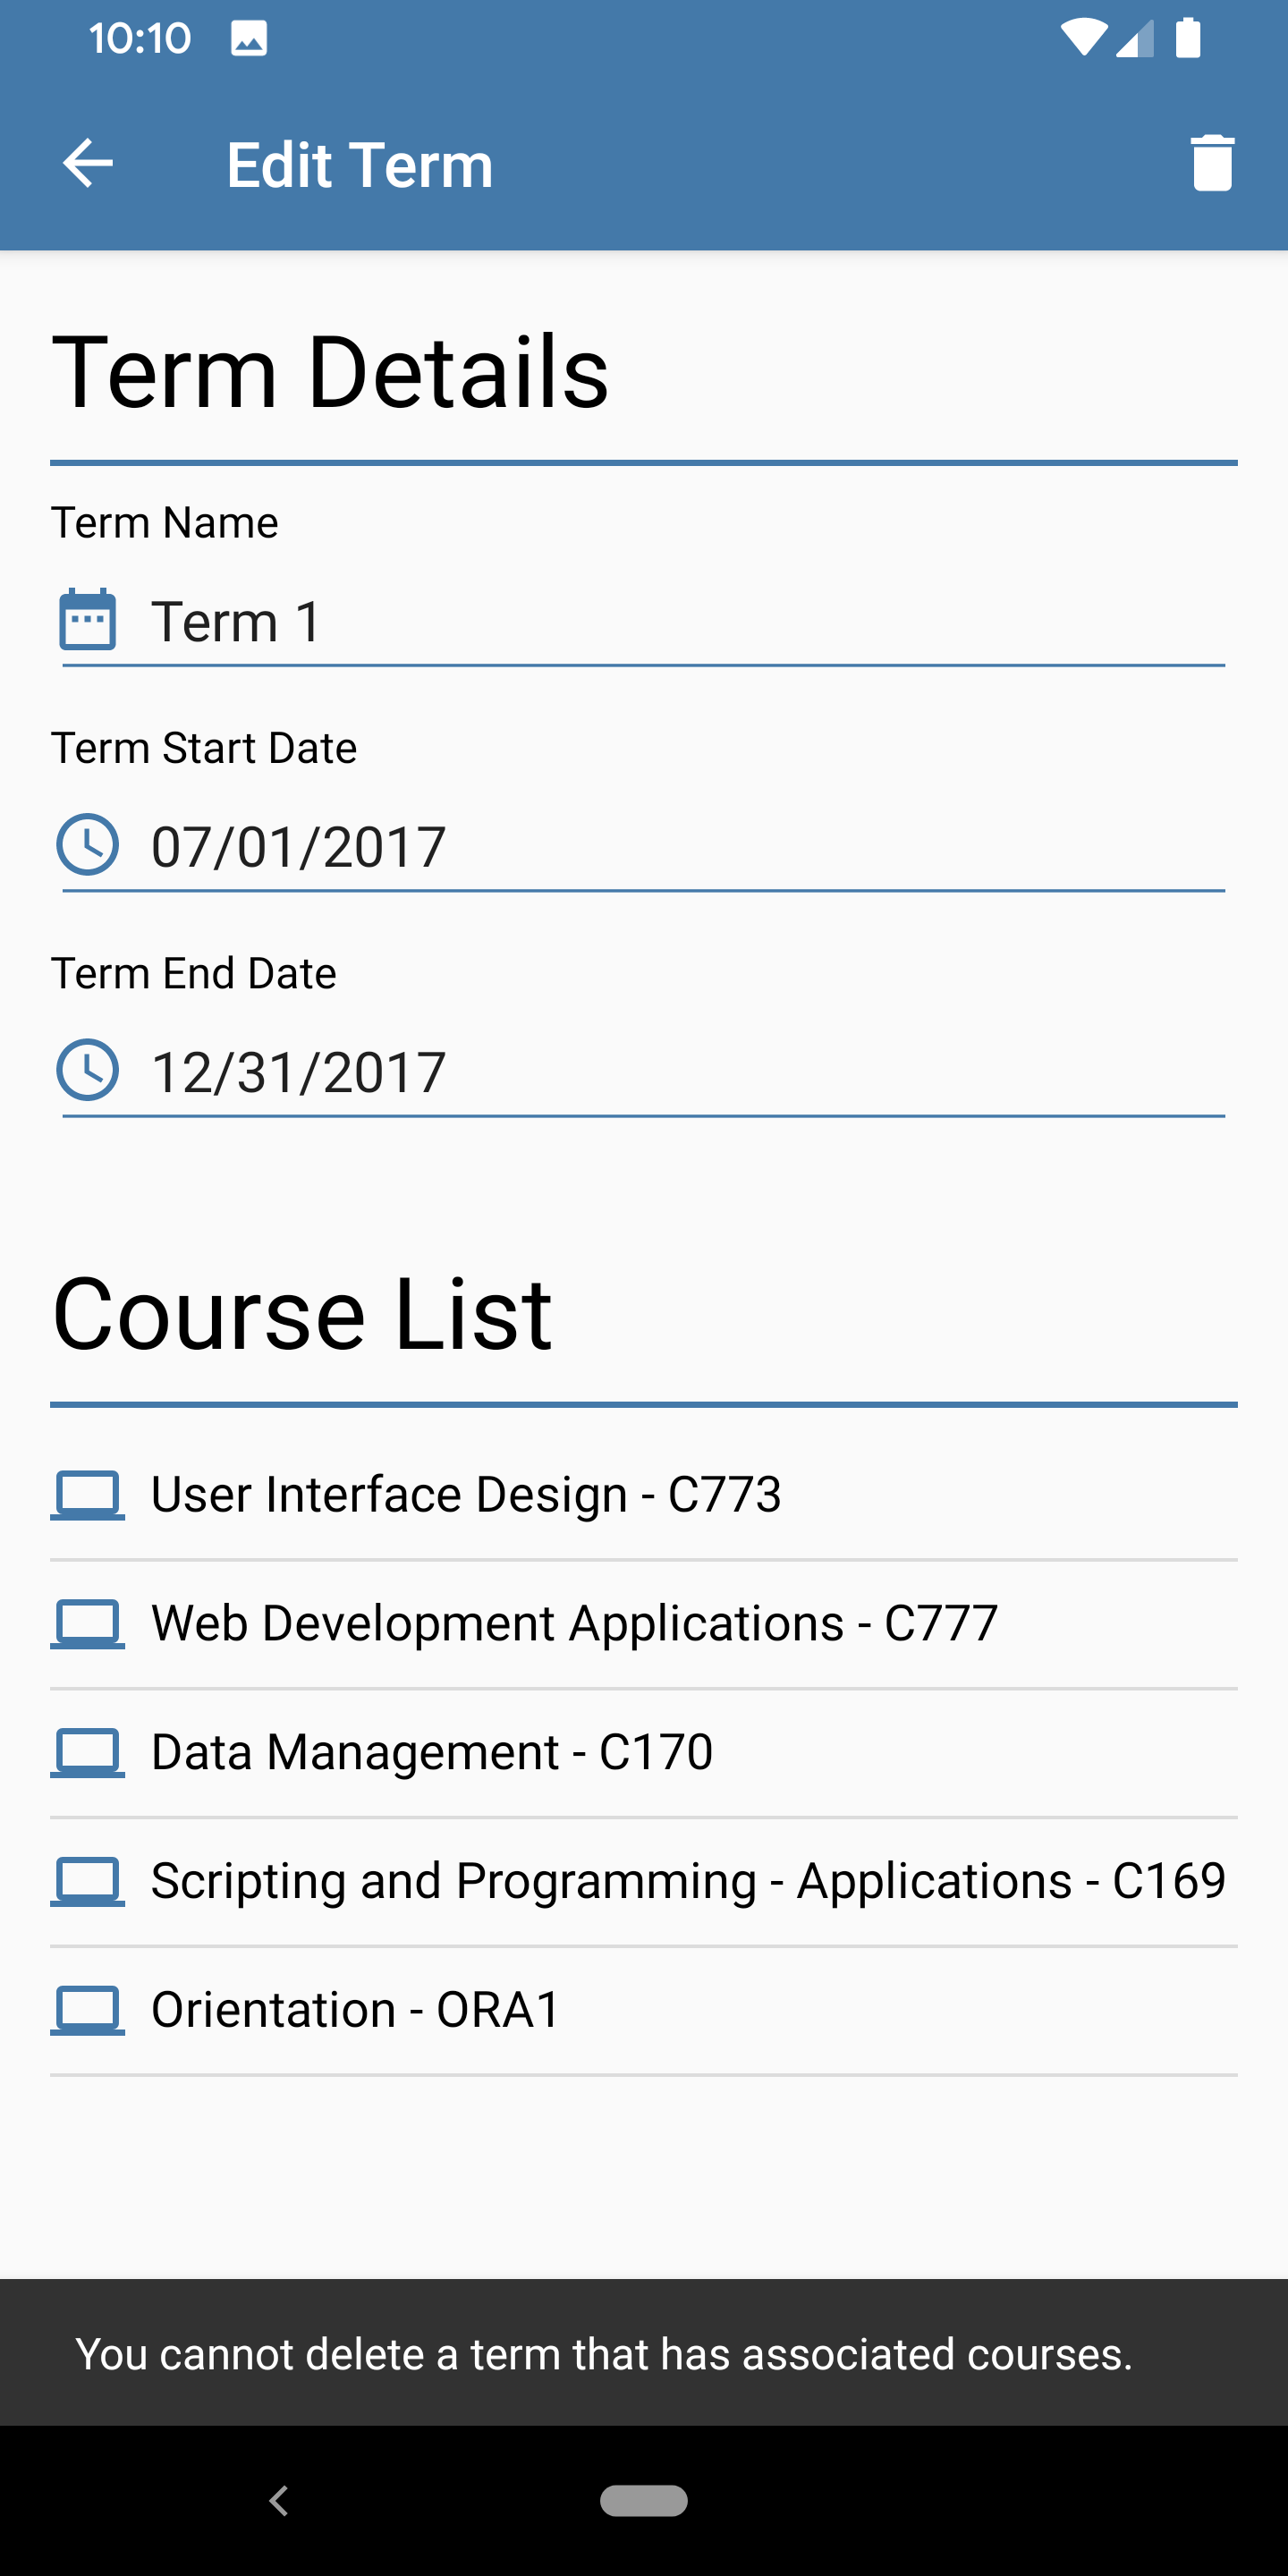 10:10
Edit Term
Term Details
Term Name
Term 1
Term Start Date
07/01/2017
Term End Date
12/31/2017
Course List
User Interface Design - C773
Web Development Applications - C777
Data Management - C170
Scripting and Programming - Applications - C169
Orientation - ORA1
You cannot delete a term that has associated courses.